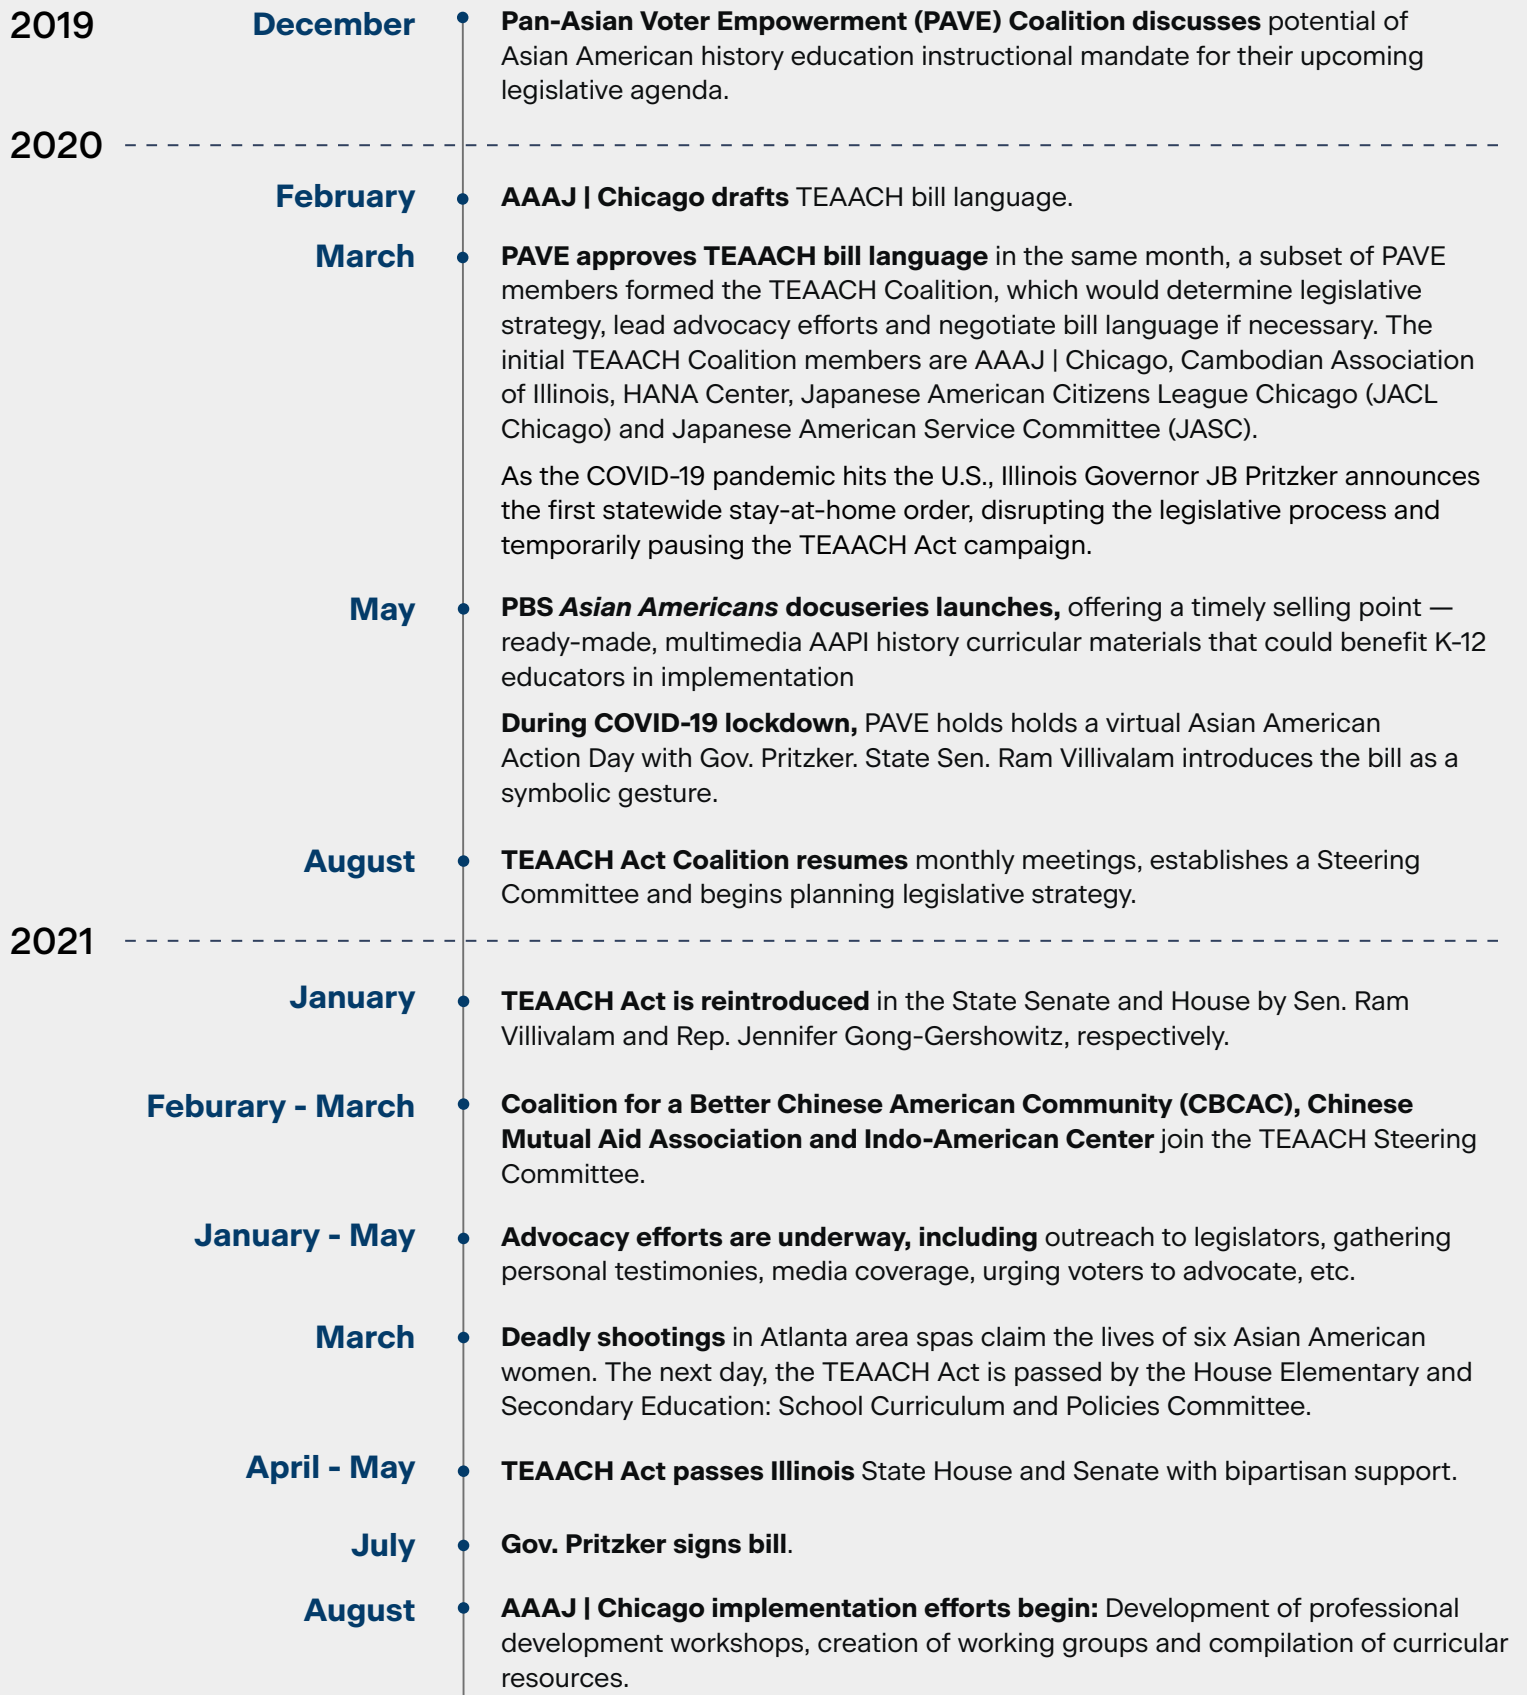 2019
December
Pan-Asian Voter Empowerment (PAVE) Coalition discusses potential of
Asian American history education instructional mandate for their upcoming
legislative agenda.
2020
February
AAAJ | Chicago drafts TEAACH bill language.
March
PAVE approves TEAACH bill language in the same month, a subset of PAVE
members formed the TEAACH Coalition, which would determine legislative
strategy, lead advocacy efforts and negotiate bill language if necessary. The
initial TEAACH Coalition members are AAAJ | Chicago, Cambodian Association
of Illinois, HANA Center, Japanese American Citizens League Chicago (JACL
Chicago) and Japanese American Service Committee (JASC).
As the COVID-19 pandemic hits the U.S., Illinois Governor JB Pritzker announces
the first statewide stay-at-home order, disrupting the legislative process and
temporarily pausing the TEAACH Act campaign.
May
PBS Asian Americans docuseries launches, offering a timely selling point —
ready-made, multimedia AAPI history curricular materials that could benefit K-12
educators in implementation
During COVID-19 lockdown, PAVE holds holds a virtual Asian American
Action Day with Gov. Pritzker. State Sen. Ram Villivalam introduces the bill as a
symbolic gesture.
August
TEAACH Act Coalition resumes monthly meetings, establishes a Steering
Committee and begins planning legislative strategy.
2021
January
TEAACH Act is reintroduced in the State Senate and House by Sen. Ram
Villivalam and Rep. Jennifer Gong-Gershowitz, respectively.
Feburary - March
Coalition for a Better Chinese American Community (CBCAC), Chinese
Mutual Aid Association and Indo-American Center join the TEAACH Steering
Committee.
January - May
Advocacy efforts are underway, including outreach to legislators, gathering
personal testimonies, media coverage, urging voters to advocate, etc.
March
Deadly shootings in Atlanta area spas claim the lives of six Asian American
women. The next day, the TEAACH Act is passed by the House Elementary and
Secondary Education: School Curriculum and Policies Committee.
April - May
TEAACH Act passes Illinois State House and Senate with bipartisan support.
July
Gov. Pritzker signs bill.
August
AAAJ | Chicago implementation efforts begin: Development of professional
development workshops, creation of working groups and compilation of curricular
resources.